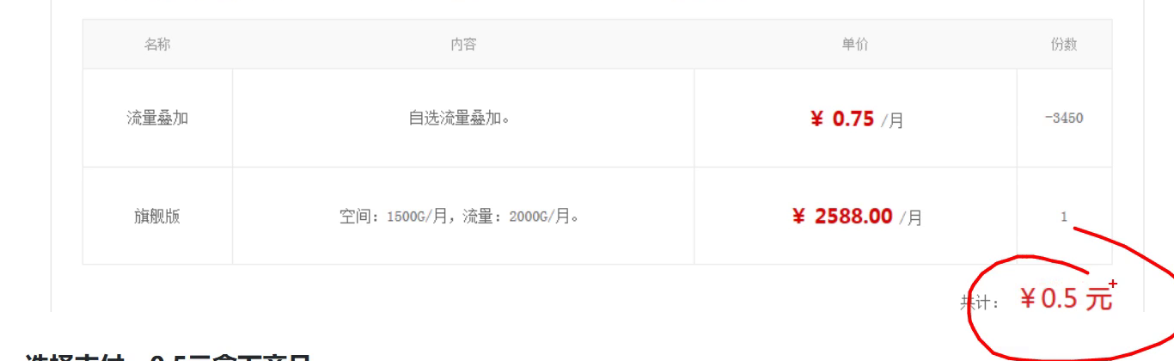 名称 内容 单价 份数
流量叠加 自选流量叠加。 ¥ 0.75 /月 -3450
旗舰版 空间：1500G/月，流量：2000G/月。 ¥ 2588.00 /月 1
共计： ¥0.5 元